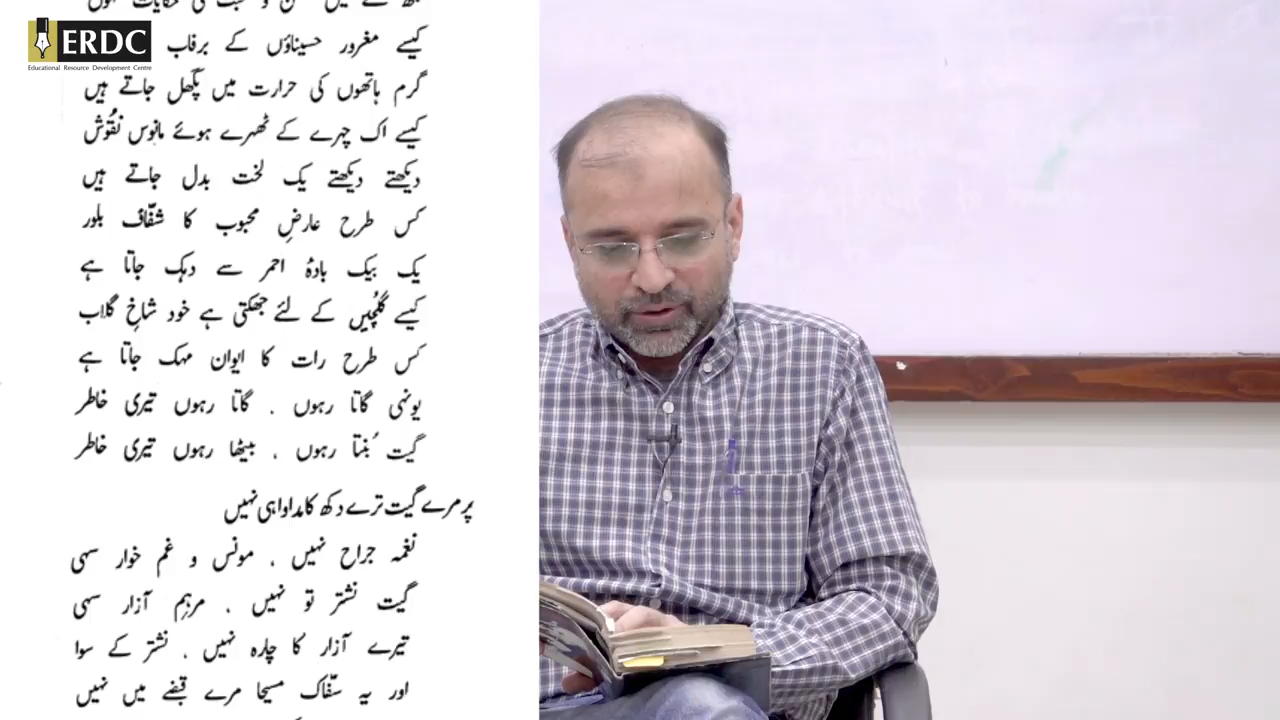 ERDC
Educational Resource Development Centre
کیسے مغرور حسیناؤں کے برفاب
گرم ہاتھوں کی حرارت میں پگھل جاتے ہیں
کیسے اک چہرے کے ٹھہرے ہوئے مانوس نقُوش
دیکھتے دیکھتے یک لخت بدل جاتے ہیں
کس طرح عارضِ محبوب کا شفّاف بلور
یک بیک بادۂ احمر سے دہک جاتا ہے
کیسے گلچیں کے لئے جھکتی ہے خود شاخِ گلاب
کس طرح رات کا ایوان مہک جاتا ہے
یونہی گاتا رہوں ، گاتا رہوں تیری خاطر
گیت بُنتا رہوں ، بیٹھا رہوں تیری خاطر
پر مرے گیت ترے دکھ کا مداوا ہی نہیں
نغمہ جراح نہیں ، مونس و غم خوار سہی
گیت نشتر تو نہیں ، مرہمِ آزار سہی
تیرے آزار کا چارہ نہیں ، نشتر کے سوا
اور یہ سفّاک مسیحا مرے قبضے میں نہیں